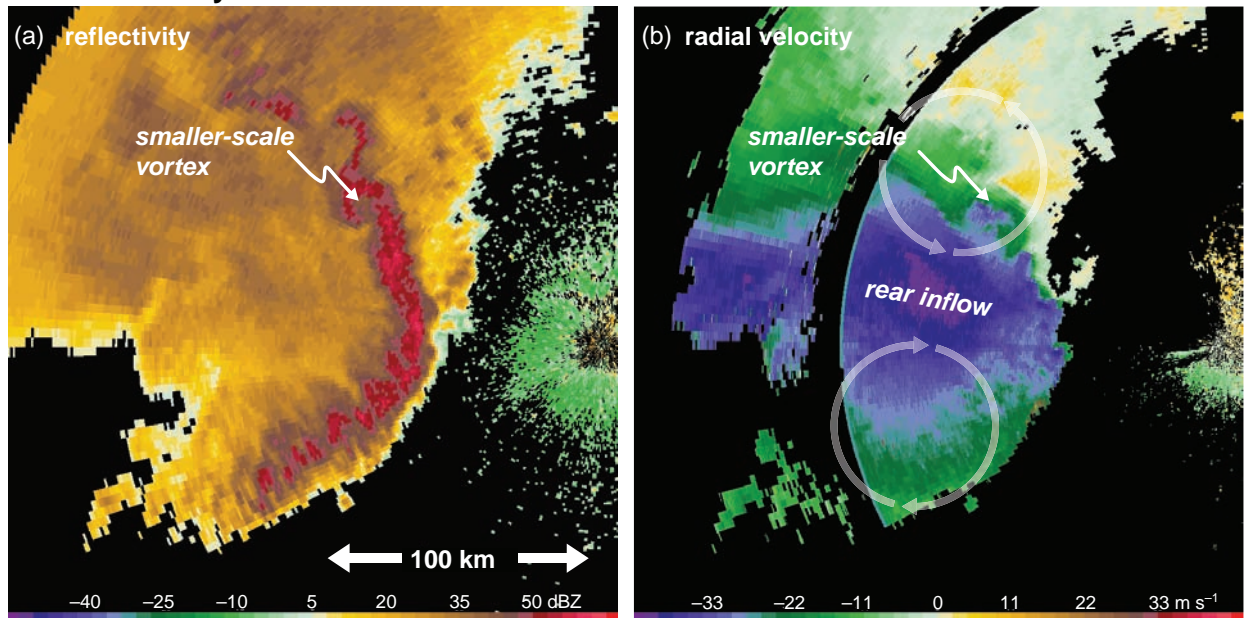 (a) reflectivity
smaller-scale
vortex
100 km
–40 –25 –10 5 20 35 50 dBZ
(b) radial velocity
smaller-scale
vortex
rear inflow
–33 –22 –11 0 11 22 33 m s⁻¹